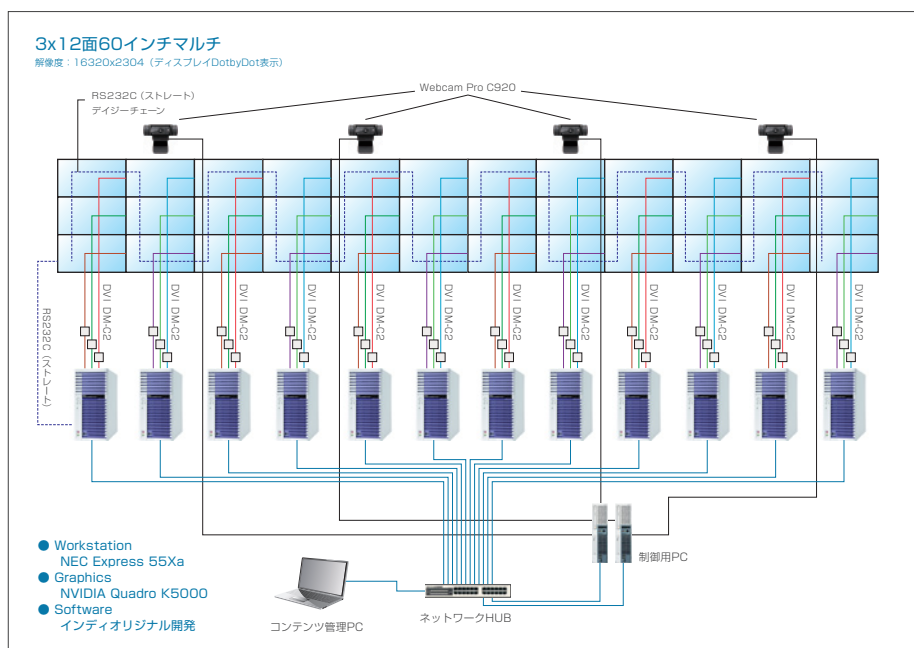 3x12面60インチマルチ
解像度：16320x2304（ディスプレイDotbyDot表示）
Webcam Pro C920
RS232C（ストレート）
デイジーチェーン
DVI DM-C2
DVI DM-C2
DVI DM-C2
DVI DM-C2
DVI DM-C2
DVI DM-C2
DVI DM-C2
DVI DM-C2
DVI DM-C2
DVI DM-C2
DVI DM-C2
DVI DM-C2
RS232C（ストレート）
● Workstation
NEC Express 55Xa
● Graphics
NVIDIA Quadro K5000
● Software
インディオリジナル開発
コンテンツ管理PC
ネットワークHUB
制御用PC